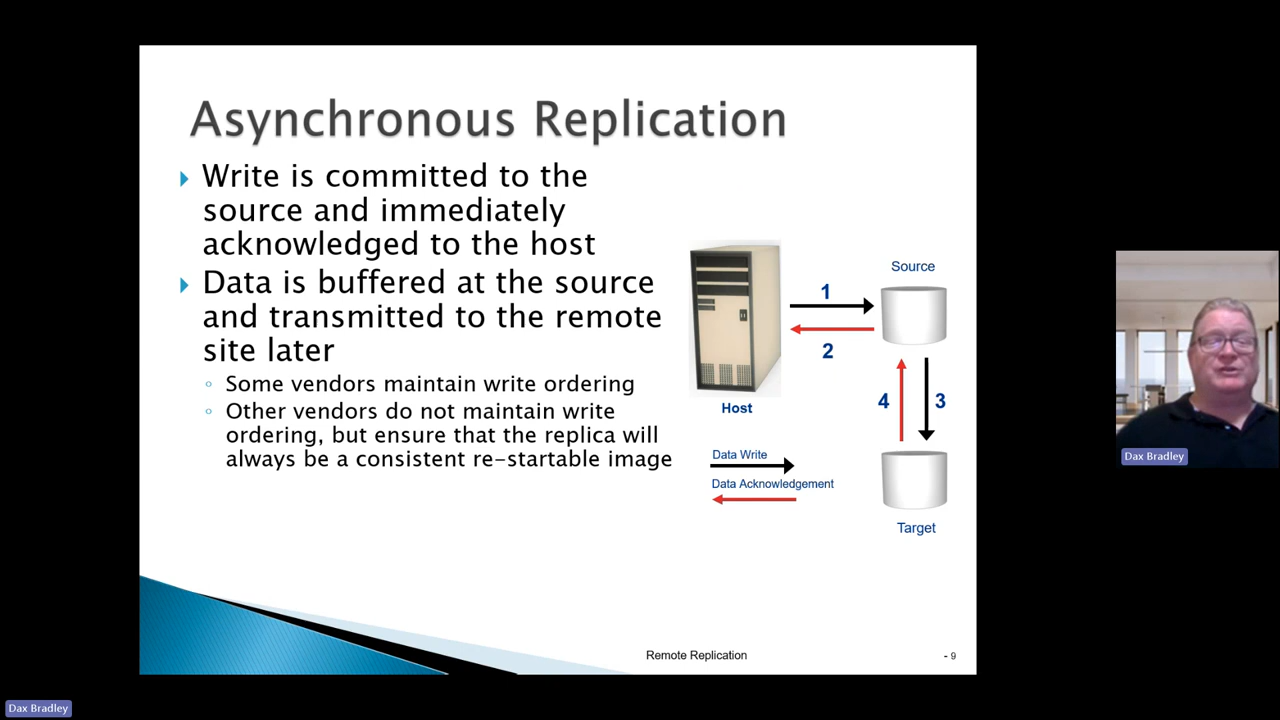 Asynchronous Replication
Write is committed to the
source and immediately
acknowledged to the host
Data is buffered at the source
and transmitted to the remote
site later
Some vendors maintain write ordering
Other vendors do not maintain write
ordering, but ensure that the replica will
always be a consistent re-startable image
Source
1
2
Host
4
3
Data Write
Data Acknowledgement
Target
Remote Replication
- 9
Dax Bradley
Dax Bradley